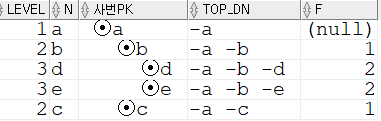 LEVEL N 사번PK TOP_DN F
1 a ⦿a -a (null)
2 b ⦿b -a -b 1
3 d ⦿d -a -b -d 2
3 e ⦿e -a -b -e 2
2 c ⦿c -a -c 1